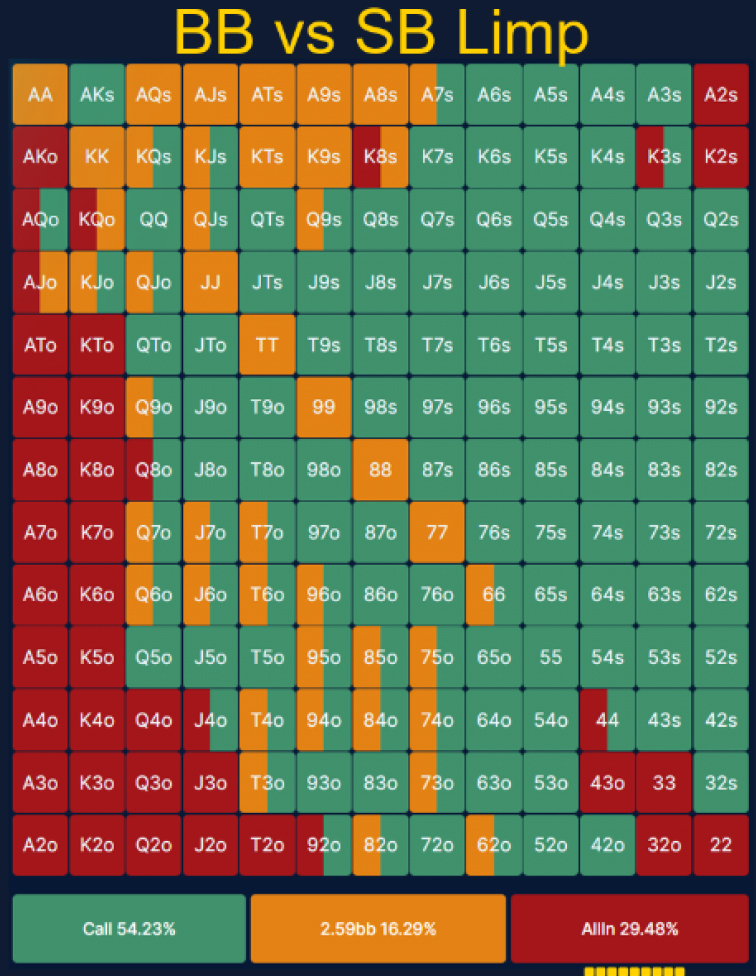 BB vs SB Limp
AA AKs AQs AJs ATs A9s A8s A7s A6s A5s A4s A3s A2s
AKo KK KQs KJs KTs K9s K8s K7s K6s K5s K4s K3s K2s
AQo KQo QQ QJs QTs Q9s Q8s Q7s Q6s Q5s Q4s Q3s Q2s
AJo KJo QJo JJ JTs J9s J8s J7s J6s J5s J4s J3s J2s
ATo KTo QTo JTo TT T9s T8s T7s T6s T5s T4s T3s T2s
A9o K9o Q9o J9o T9o 99 98s 97s 96s 95s 94s 93s 92s
A8o K8o Q8o J8o T8o 98o 88 87s 86s 85s 84s 83s 82s
A7o K7o Q7o J7o T7o 97o 87o 77 76s 75s 74s 73s 72s
A6o K6o Q6o J6o T6o 96o 86o 76o 66 65s 64s 63s 62s
A5o K5o Q5o J5o T5o 95o 85o 75o 65o 55 54s 53s 52s
A4o K4o Q4o J4o T4o 94o 84o 74o 64o 54o 44 43s 42s
A3o K3o Q3o J3o T3o 93o 83o 73o 63o 53o 43o 33 32s
A2o K2o Q2o J2o T2o 92o 82o 72o 62o 52o 42o 32o 22
Call 54.23% 2.59bb 16.29% AllIn 29.48%